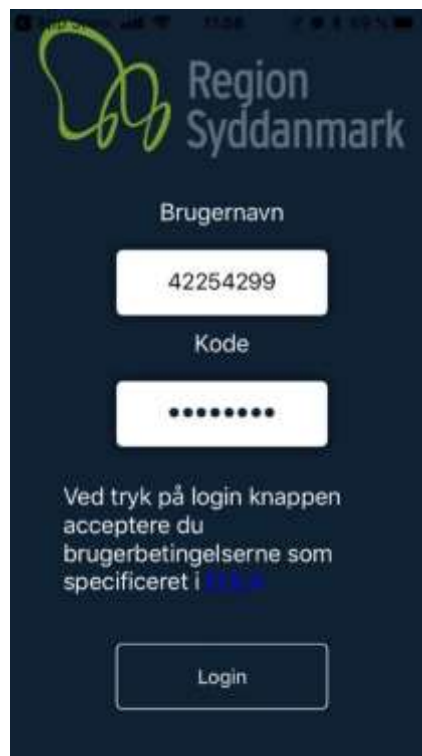 Region
Syddanmark
Brugernavn
42254299
Kode
••••••••
Ved tryk på login knappen
acceptere du
brugerbetingelserne som
specificeret i
Login